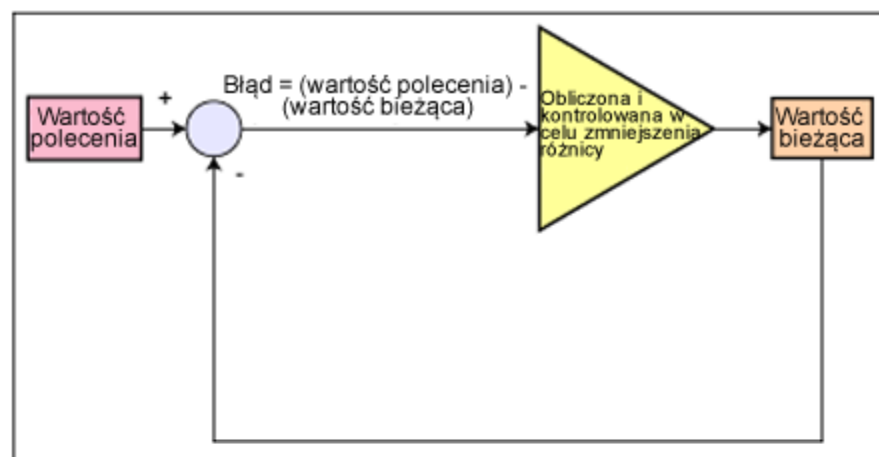 Wartość
polecenia
+
-
Błąd = (wartość polecenia) -
(wartość bieżąca)
Obliczona i
kontrolowana w
celu zmniejszenia
różnicy
Wartość
bieżąca